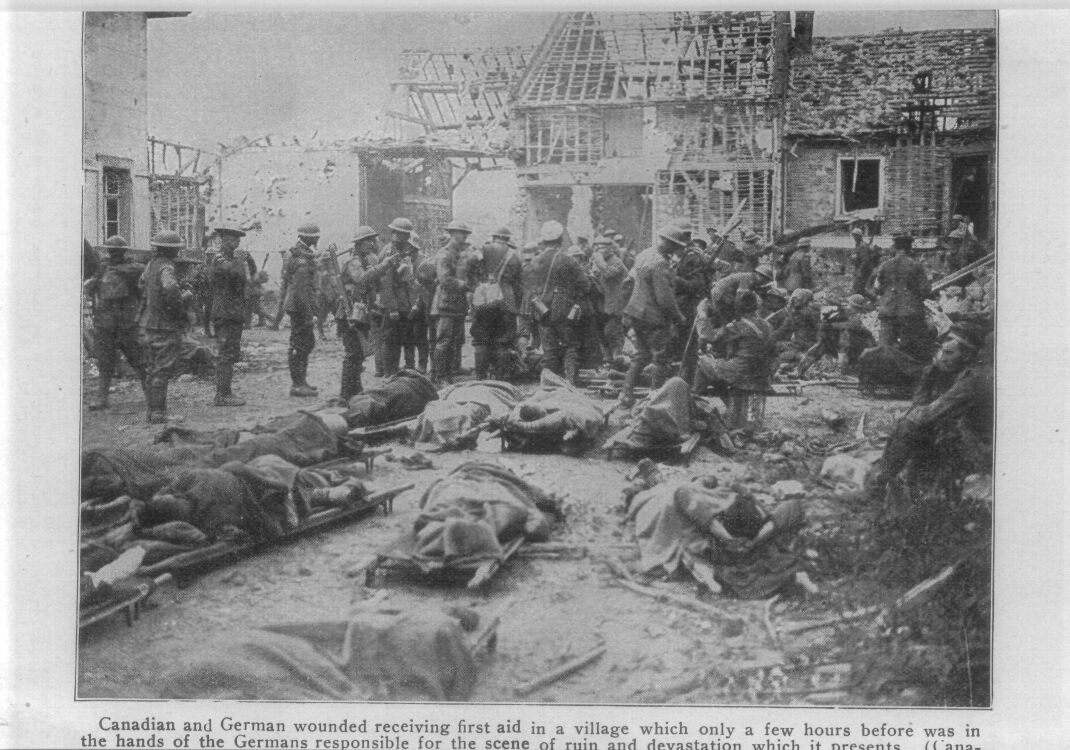 Canadian and German wounded receiving first aid in a village which only a few hours before was in
the hands of the Germans responsible for the scene of ruin and devastation which it presents. (Cana-